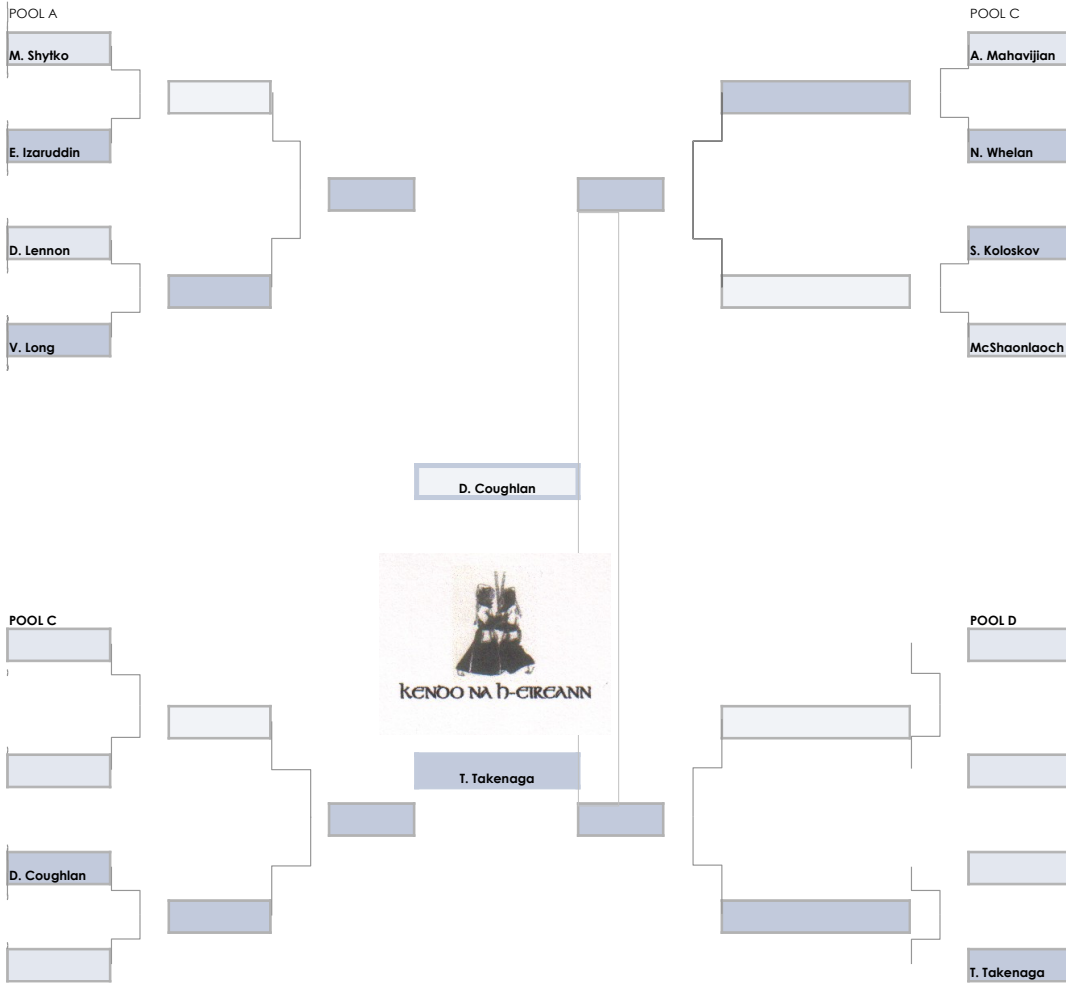 POOL A
M. Shytko
E. Izaruddin
D. Lennon
V. Long
POOL C
A. Mahavijian
N. Whelan
S. Koloskov
McShaonlaoch
D. Coughlan
KENDO NA h-EIREANN
T. Takenaga
POOL C
D. Coughlan
POOL D
T. Takenaga